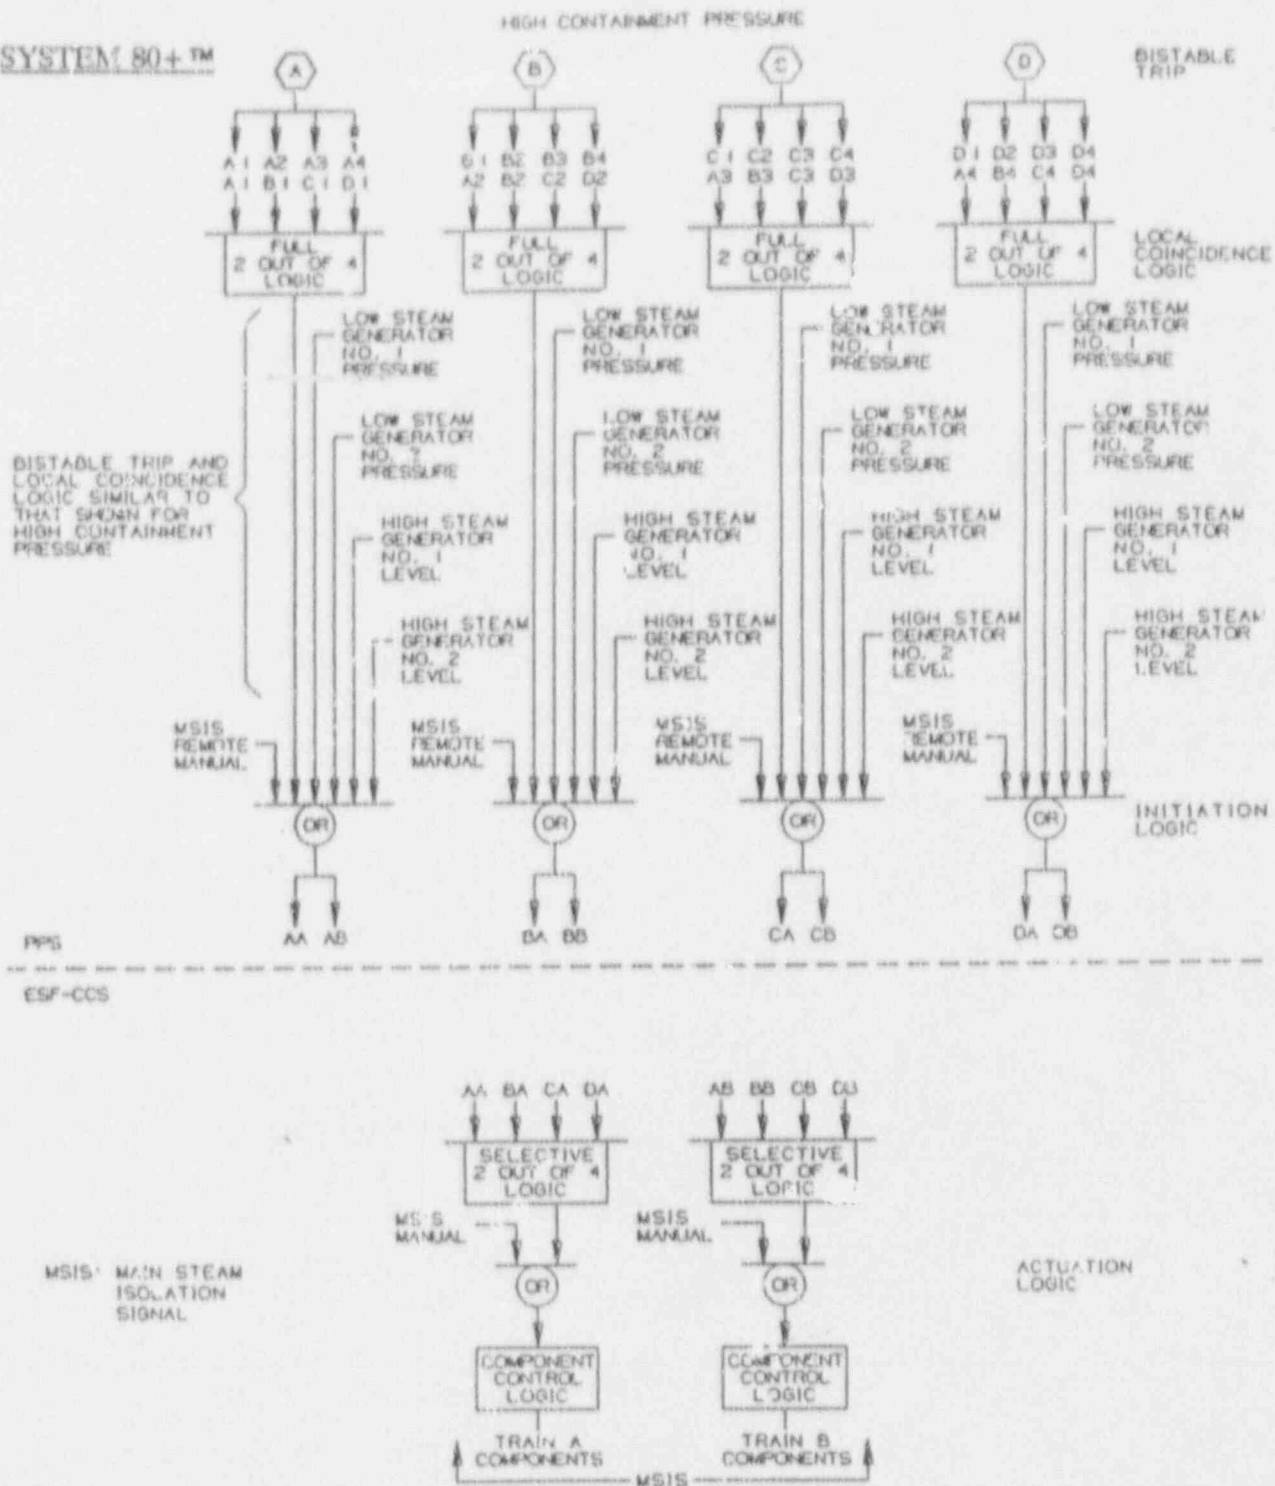 HIGH CONTAINMENT PRESSURE
SYSTEM 80+™
A
B
C
D
BISTABLE
TRIP
A1 A2 A3 A4
B1 B2 B3 B4
C1 C2 C3 C4
D1 D2 D3 D4
A1 B1 C1 D1
A2 B2 C2 D2
A3 B3 C3 D3
A4 B4 C4 D4
FULL
2 OUT OF 4
LOGIC
FULL
2 OUT OF 4
LOGIC
FULL
2 OUT OF 4
LOGIC
FULL
2 OUT OF 4
LOGIC
LOCAL
COINCIDENCE
LOGIC
LOW STEAM
GENERATOR
NO. 1
PRESSURE
LOW STEAM
GENERATOR
NO. 1
PRESSURE
LOW STEAM
GENERATOR
NO. 1
PRESSURE
LOW STEAM
GENERATOR
NO. 1
PRESSURE
LOW STEAM
GENERATOR
NO. ?
PRESSURE
LOW STEAM
GENERATOR
NO. 2
PRESSURE
LOW STEAM
GENERATOR
NO. 2
PRESSURE
LOW STEAM
GENERATOR
NO. 2
PRESSURE
BISTABLE TRIP AND
LOCAL COINCIDENCE
LOGIC SIMILAR TO
THAT SHOWN FOR
HIGH CONTAINMENT
PRESSURE
HIGH STEAM
GENERATOR
NO. 1
LEVEL
HIGH STEAM
GENERATOR
NO. 1
LEVEL
HIGH STEAM
GENERATOR
NO. 1
LEVEL
HIGH STEAM
GENERATOR
NO. 1
LEVEL
HIGH STEAM
GENERATOR
NO. 2
LEVEL
HIGH STEAM
GENERATOR
NO. 2
LEVEL
HIGH STEAM
GENERATOR
NO. 2
LEVEL
HIGH STEAM
GENERATOR
NO. 2
LEVEL
MSIS
REMOTE
MANUAL
MSIS
REMOTE
MANUAL
MSIS
REMOTE
MANUAL
MSIS
REMOTE
MANUAL
OR
OR
OR
OR
INITIATION
LOGIC
AA AB
BA BB
CA CB
DA DB
PPS
ESF-CCS
AA BA CA DA
AB BB CB DB
SELECTIVE
2 OUT OF 4
LOGIC
SELECTIVE
2 OUT OF 4
LOGIC
MSIS
MANUAL
MSIS
MANUAL
MSIS: MAIN STEAM
ISOLATION
SIGNAL
OR
OR
ACTUATION
LOGIC
COMPONENT
CONTROL
LOGIC
COMPONENT
CONTROL
LOGIC
TRAIN A
COMPONENTS
TRAIN B
COMPONENTS
MSIS